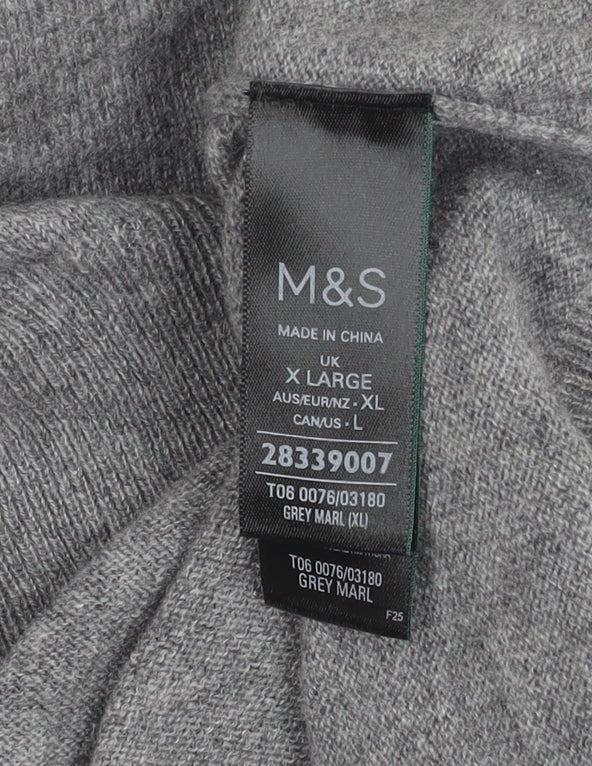 M&S
MADE IN CHINA
UK
X LARGE
AUS/EUR/NZ · XL
CAN/US · L
28339007
T06 0076/03180
GREY MARL (XL)
T06 0076/03180
GREY MARL
F25